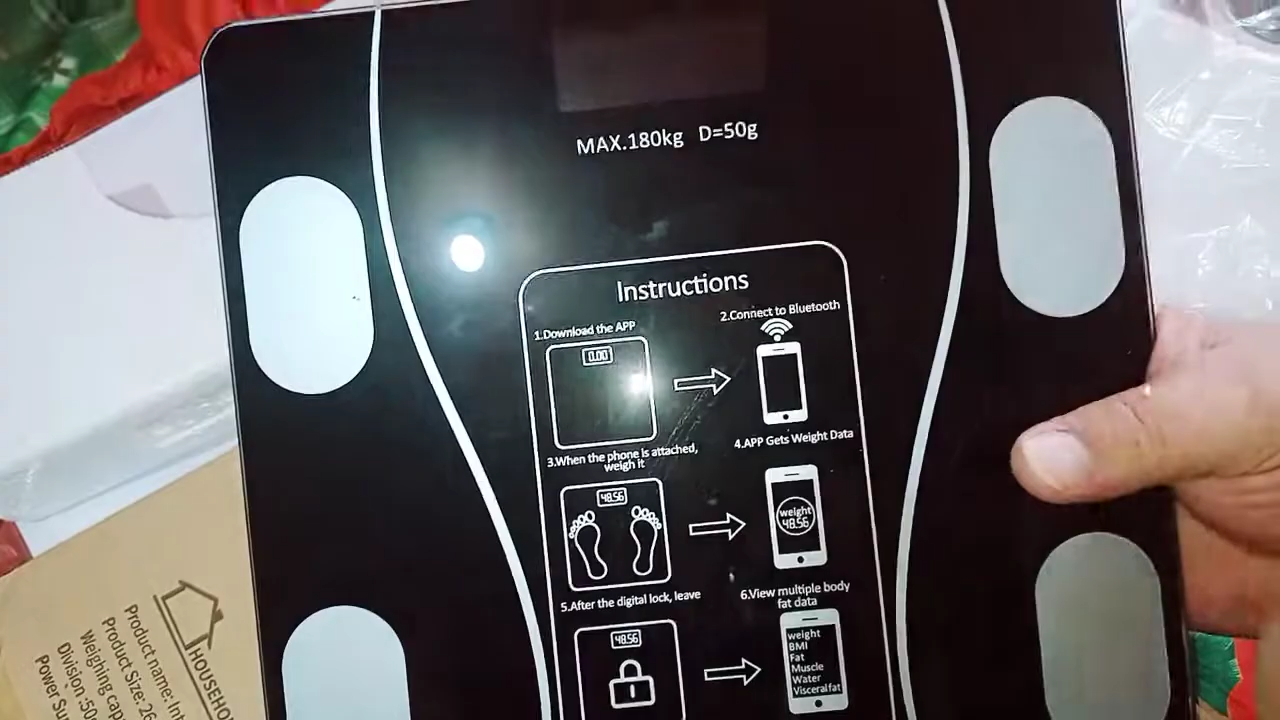 MAX.180kg D=50g
Instructions
1.Download the APP
2.Connect to Bluetooth
0.00
3.When the phone is attached,
weigh it
4.APP Gets Weight Data
48.56
weight
48.56
5.After the digital lock, leave
6.View multiple body
fat data
48.56
weight
BMI
Fat
Muscle
Water
Visceralfat
HOUSEHO
Product name: Int
Product Size: 26
Weighing cap
Division :50
Power Su